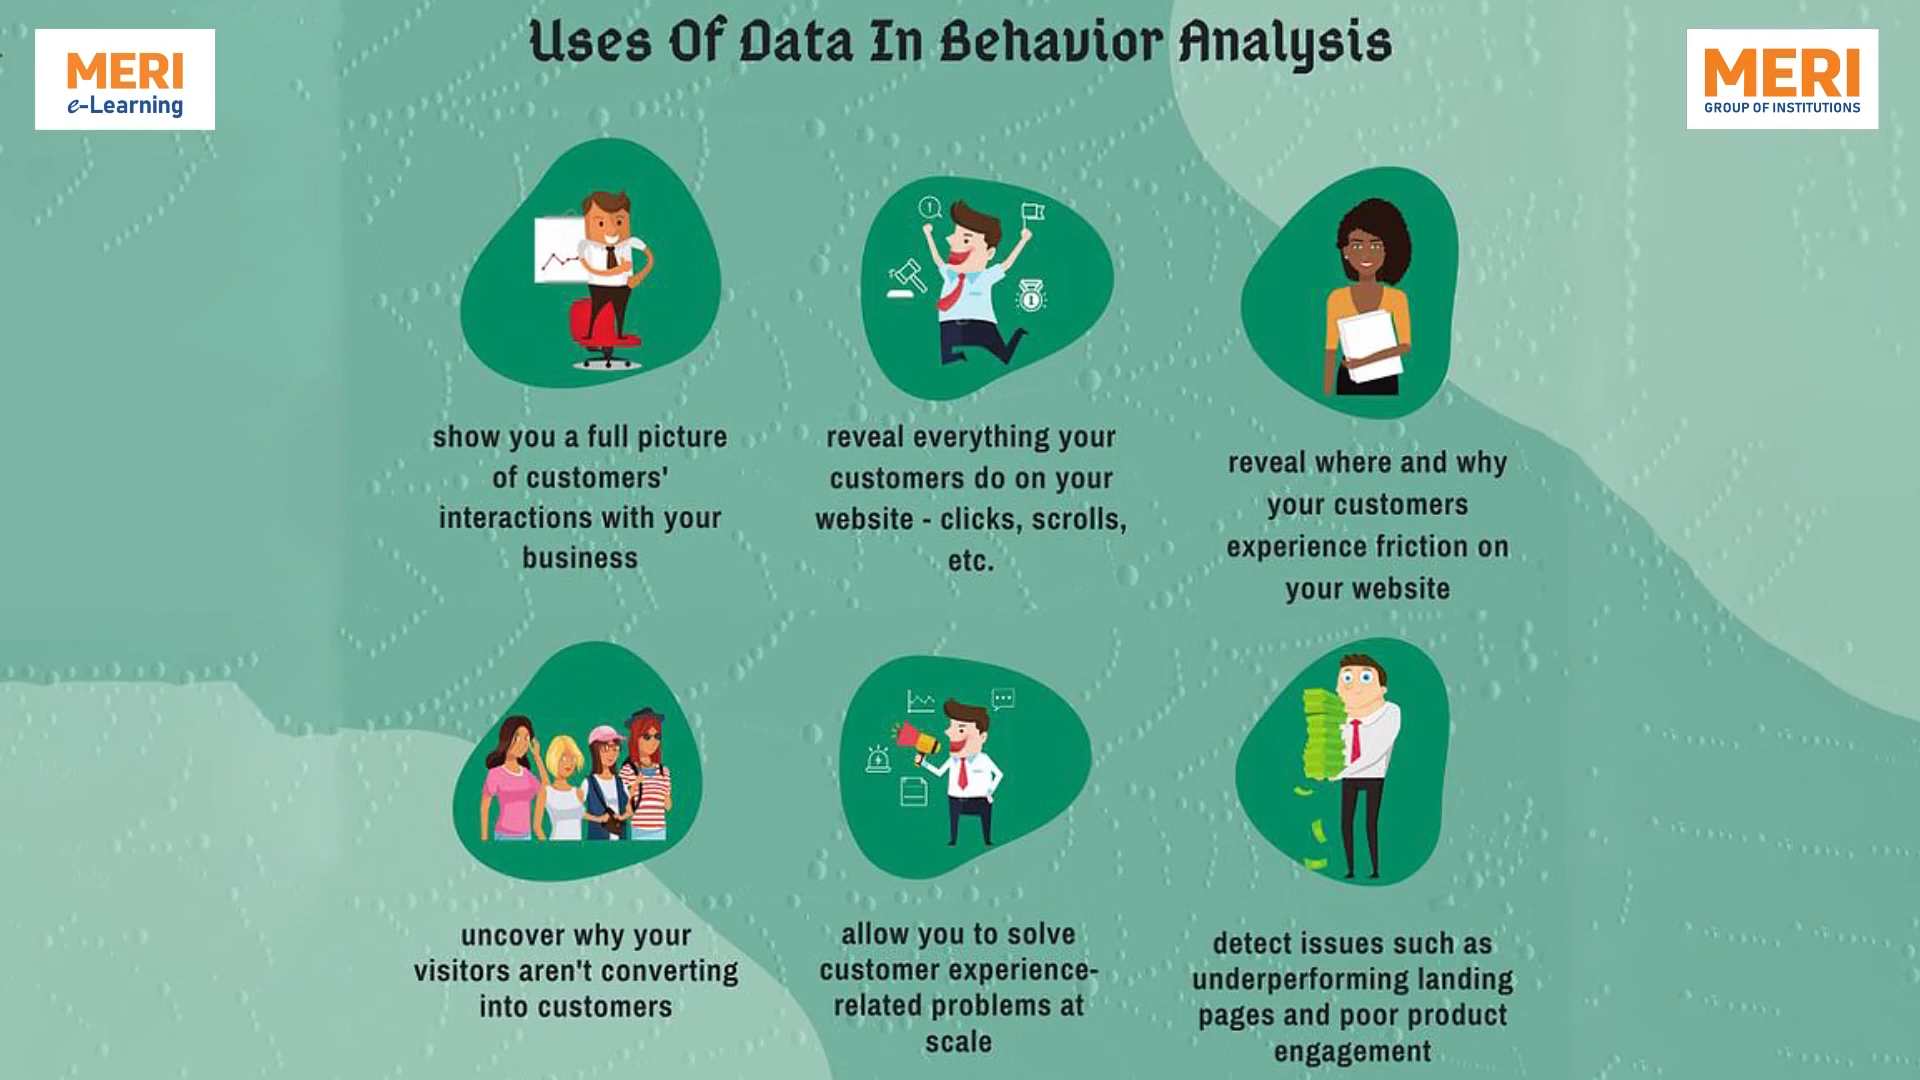 Uses Of Data In Behavior Analysis
MERI
e-Learning
MERI
GROUP OF INSTITUTIONS
show you a full picture
of customers'
interactions with your
business
reveal everything your
customers do on your
website - clicks, scrolls,
etc.
reveal where and why
your customers
experience friction on
your website
uncover why your
visitors aren't converting
into customers
allow you to solve
customer experience-
related problems at
scale
detect issues such as
underperforming landing
pages and poor product
engagement